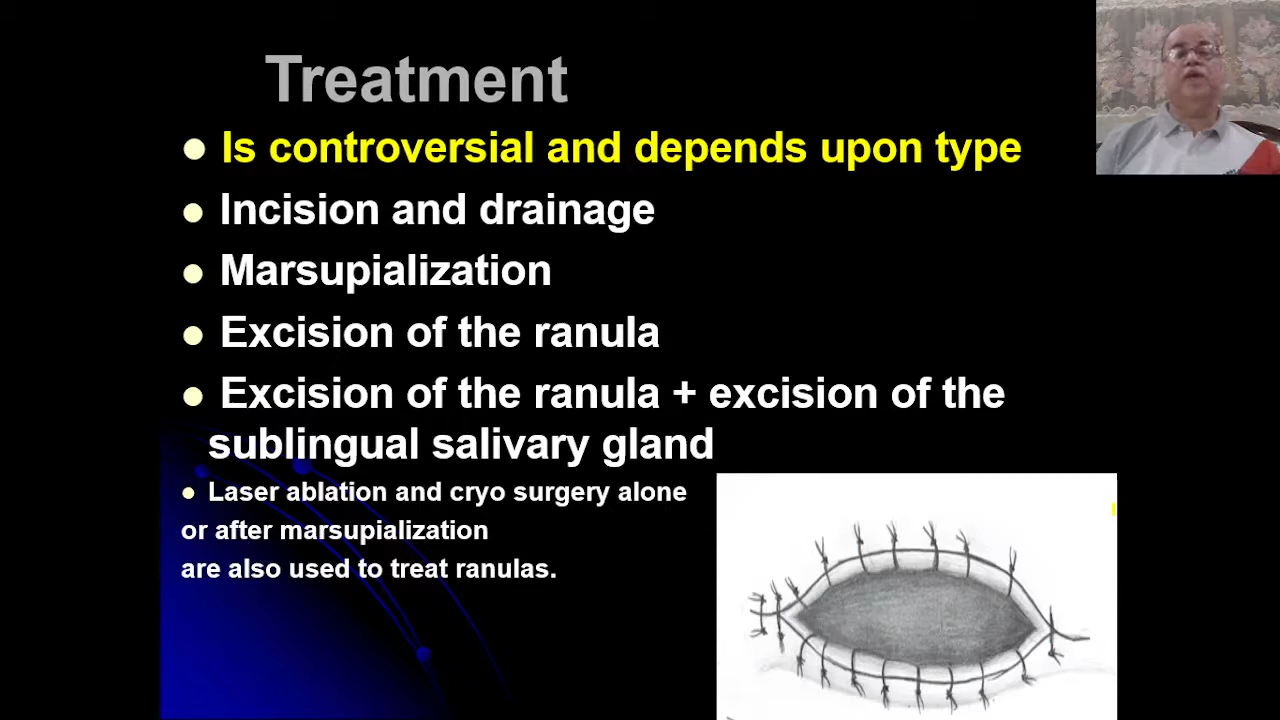 Treatment
Is controversial and depends upon type
Incision and drainage
Marsupialization
Excision of the ranula
Excision of the ranula + excision of the
sublingual salivary gland
Laser ablation and cryo surgery alone
or after marsupialization
are also used to treat ranulas.